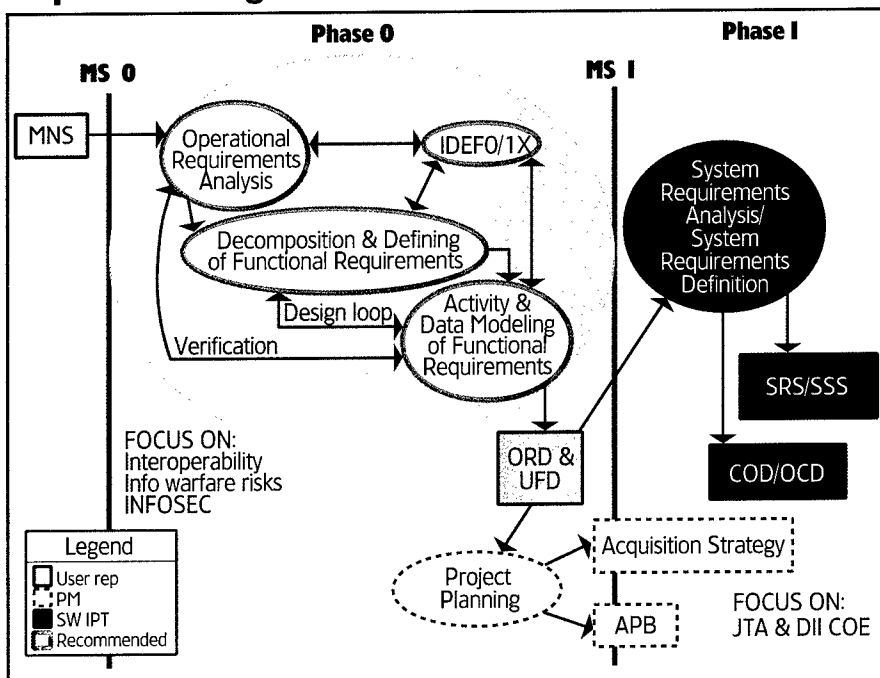 Phase 0
Phase I
MS 0
MS I
MNS
Operational
Requirements
Analysis
IDEF0/1X
Decomposition & Defining
of Functional Requirements
Design loop
Activity &
Data Modeling
of Functional
Requirements
Verification
System
Requirements
Analysis/
System
Requirements
Definition
SRS/SSS
COD/OCD
ORD &
UFD
FOCUS ON:
Interoperability
Info warfare risks
INFOSEC
Legend
User rep
PM
SW IPT
Recommended
Project
Planning
Acquisition Strategy
APB
FOCUS ON:
JTA & DII COE